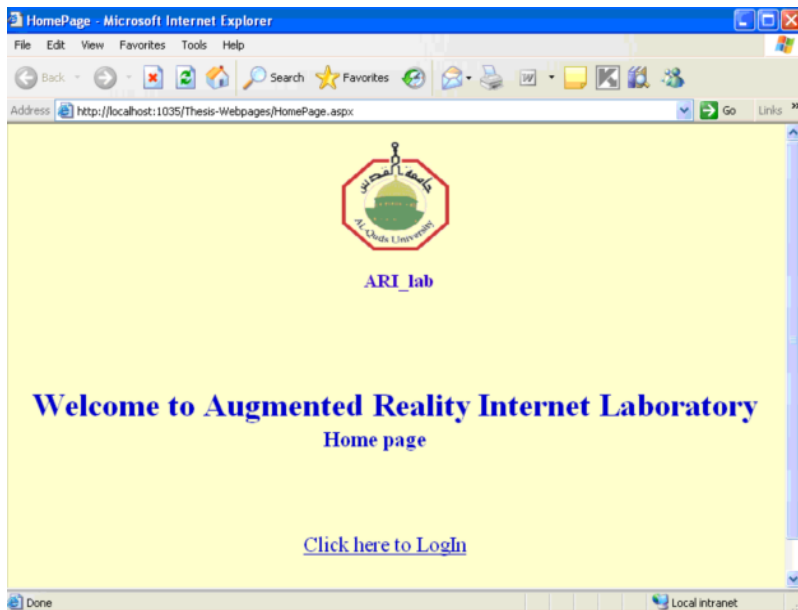 HomePage - Microsoft Internet Explorer
File Edit View Favorites Tools Help
Back Search Favorites
Address http://localhost:1035/Thesis-Webpages/HomePage.aspx Go Links »
جامعة القدس
AL-Quds University
ARI_lab
Welcome to Augmented Reality Internet Laboratory
Home page
Click here to LogIn
Done Local intranet